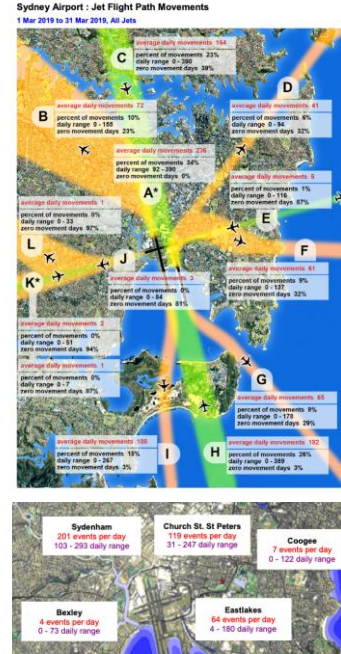 Sydney Airport : Jet Flight Path Movements
1 Mar 2019 to 31 Mar 2019, All Jets
average daily movements 164
percent of movements 23%
daily range 0 - 390
zero movement days 39%
C
D
B
average daily movements 72
percent of movements 10%
daily range 0 - 155
zero movement days 23%
average daily movements 41
percent of movements 6%
daily range 0 - 94
zero movement days 32%
average daily movements 236
percent of movements 34%
daily range 92 - 390
zero movement days 0%
A*
average daily movements 5
percent of movements 1%
daily range 0 - 116
zero movement days 87%
E
average daily movements 1
percent of movements 0%
daily range 0 - 33
zero movement days 97%
L
J
F
K*
average daily movements 3
percent of movements 0%
daily range 0 - 84
zero movement days 81%
average daily movements 61
percent of movements 9%
daily range 0 - 137
zero movement days 32%
average daily movements 2
percent of movements 0%
daily range 0 - 51
zero movement days 94%
average daily movements 1
percent of movements 0%
daily range 0 - 7
zero movement days 87%
G
average daily movements 65
percent of movements 9%
daily range 0 - 178
zero movement days 29%
average daily movements
percent of movements 15%
daily range 0 - 267
zero movement days 3%
I
H
average daily movements 182
percent of movements 26%
daily range 0 - 389
zero movement days 3%
Sydenham
201 events per day
103 - 293 daily range
Church St. St Peters
119 events per day
31 - 247 daily range
Coogee
7 events per day
0 - 122 daily range
Bexley
4 events per day
0 - 73 daily range
Eastlakes
64 events per day
4 - 180 daily range